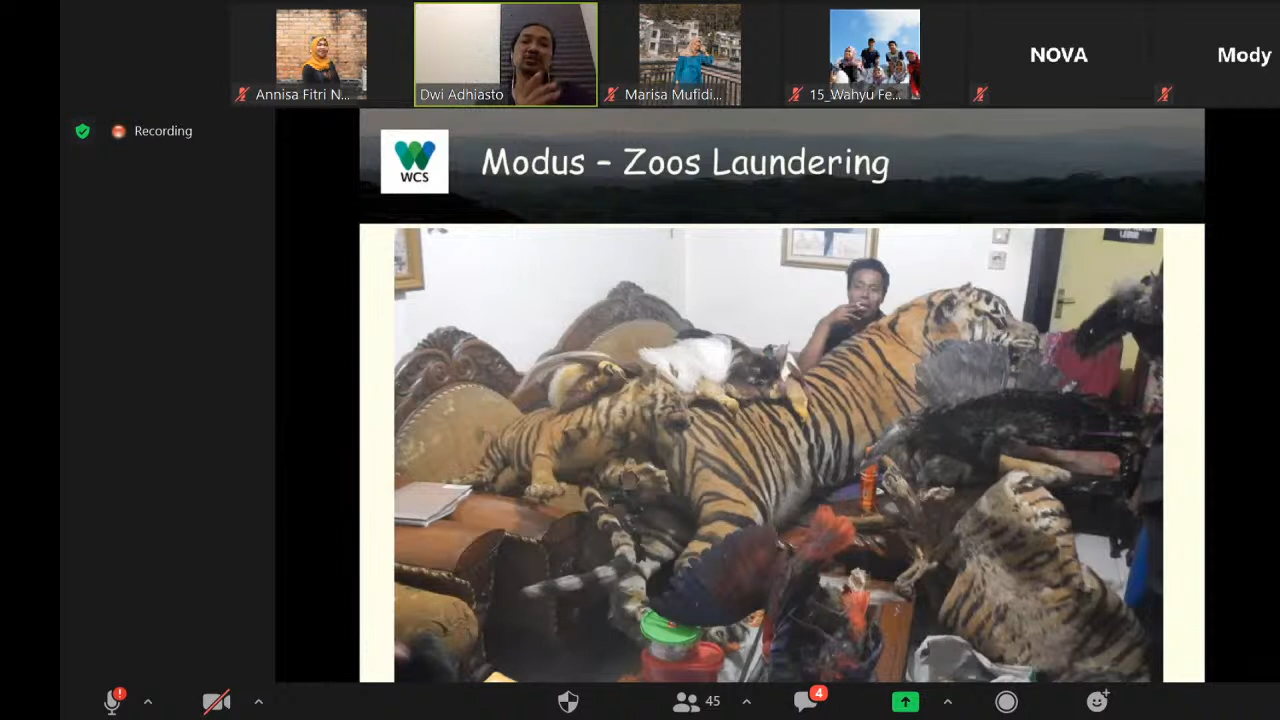 Annisa Fitri N...
Dwi Adhiasto
Marisa Mufidi...
15_Wahyu Fe...
NOVA
Mody
Recording
WCS
Modus – Zoos Laundering
45
4